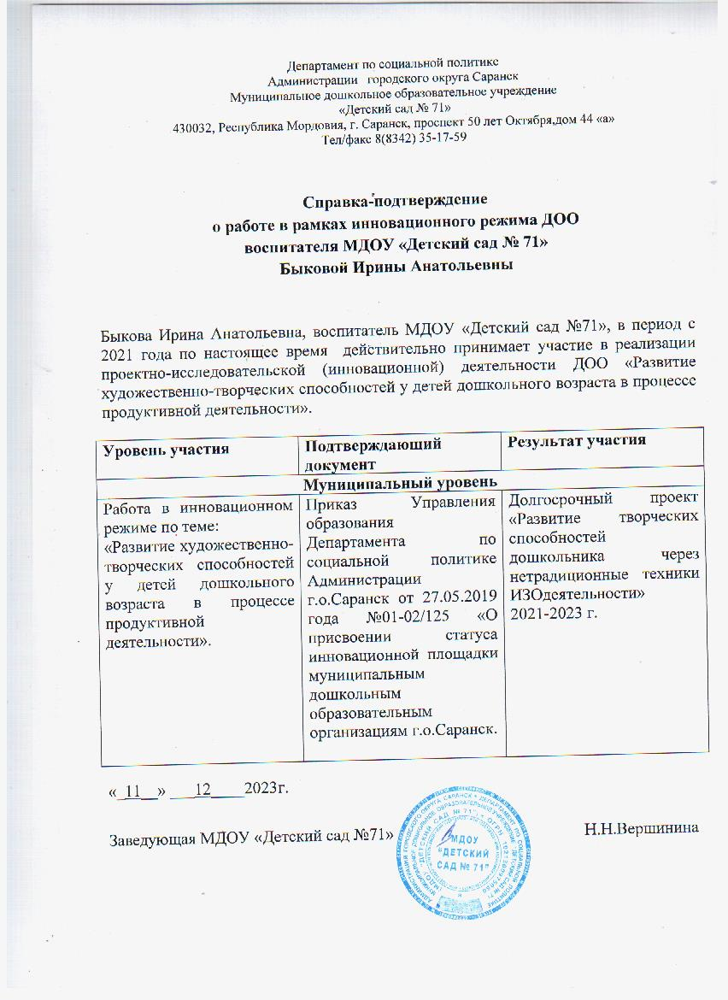 Департамент по социальной политике
Администрации городского округа Саранск
Муниципальное дошкольное образовательное учреждение
«Детский сад № 71»
430032, Республика Мордовия, г. Саранск, проспект 50 лет Октября,дом 44 «а»
Тел/факс 8(8342) 35-17-59
Справка-подтверждение
о работе в рамках инновационного режима ДОО
воспитателя МДОУ «Детский сад № 71»
Быковой Ирины Анатольевны
Быкова Ирина Анатольевна, воспитатель МДОУ «Детский сад №71», в период с
2021 года по настоящее время действительно принимает участие в реализации
проектно-исследовательской (инновационной) деятельности ДОО «Развитие
художественно-творческих способностей у детей дошкольного возраста в процессе
продуктивной деятельности».
Уровень участия
Подтверждающий
документ
Результат участия
Муниципальный уровень
Работа в инновационном
режиме по теме:
«Развитие художественно-
творческих способностей
у детей дошкольного
возраста в процессе
продуктивной
деятельности».
Приказ Управления
образования
Департамента по
социальной политике
Администрации
г.о.Саранск от 27.05.2019
года №01-02/125 «О
присвоении статуса
инновационной площадки
муниципальным
дошкольным
образовательным
организациям г.о.Саранск.
Долгосрочный проект
«Развитие творческих
способностей
дошкольника через
нетрадиционные техники
ИЗОдеятельности»
2021-2023 г.
«_11__» ___12____2023г.
Заведующая МДОУ «Детский сад №71»
Н.Н.Вершинина
МДОУ
"ДЕТСКИЙ
САД № 71"